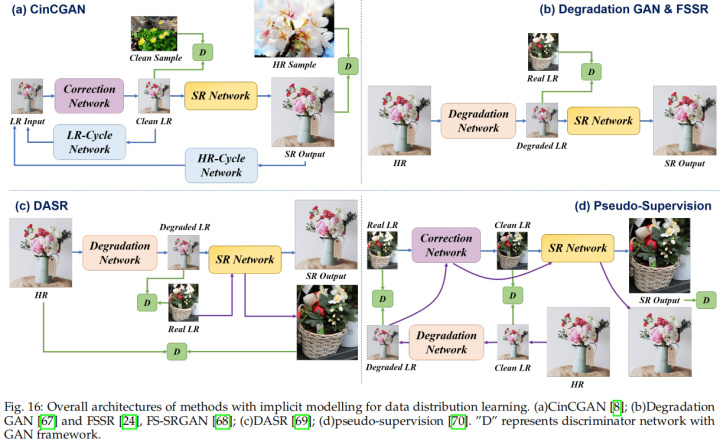 (a) CinCGAN
Clean Sample
D
HR Sample
D
LR Input
Correction
Network
Clean LR
SR Network
SR Output
LR-Cycle
Network
HR-Cycle
Network
(b) Degradation GAN & FSSR
Real LR
D
HR
Degradation
Network
Degraded LR
SR Network
SR Output
(c) DASR
HR
Degradation
Network
Degraded LR
SR Network
SR Output
D
Real LR
D
(d) Pseudo-Supervision
Real LR
Correction
Network
Clean LR
SR Network
SR Output
D
D
D
Degraded LR
Degradation
Network
Clean LR
HR
Fig. 16: Overall architectures of methods with implicit modelling for data distribution learning. (a)CinCGAN [8]; (b)Degradation
GAN [67] and FSSR [24], FS-SRGAN [68]; (c)DASR [69]; (d)pseudo-supervision [70]. ”D” represents discriminator network with
GAN framework.